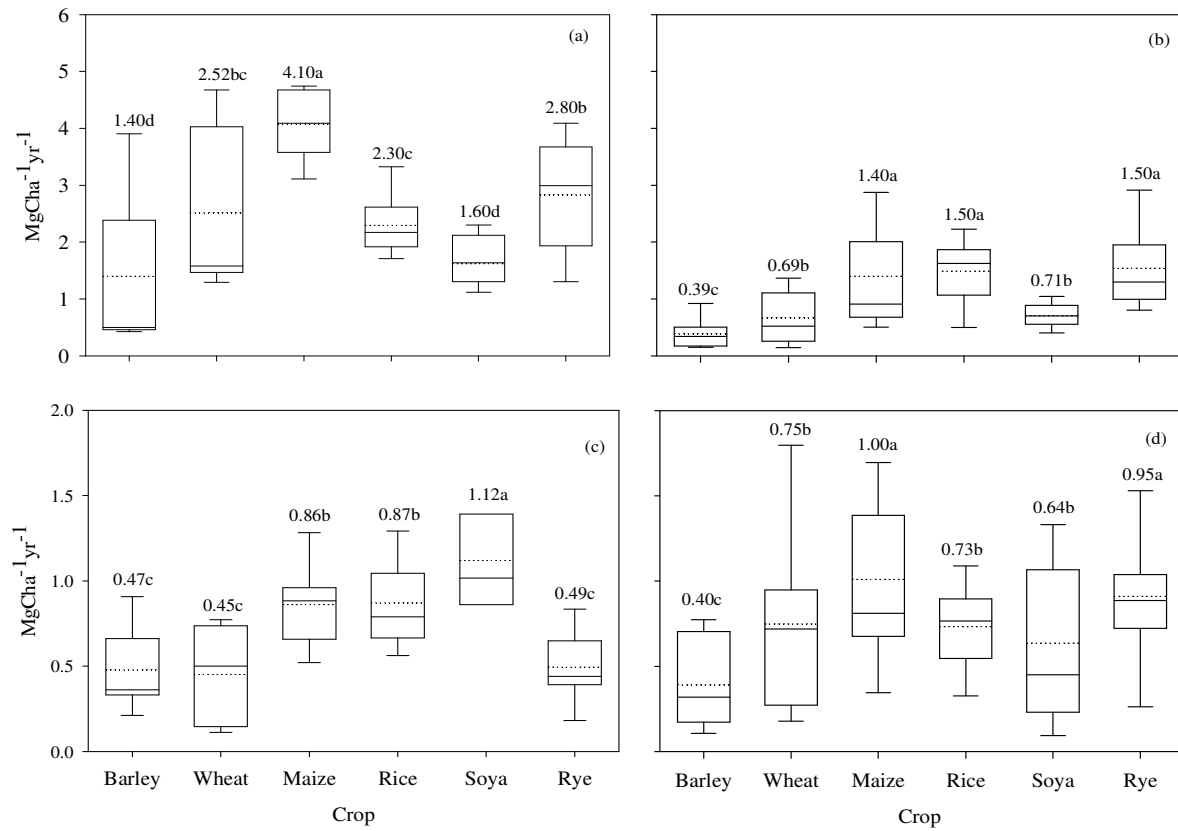 6
5
4
3
2
1
0
MgCha⁻¹yr⁻¹
(a)
1.40d
2.52bc
4.10a
2.30c
1.60d
2.80b
(b)
0.39c
0.69b
1.40a
1.50a
0.71b
1.50a
2.0
1.5
1.0
0.5
0.0
MgCha⁻¹yr⁻¹
(c)
0.47c
0.45c
0.86b
0.87b
1.12a
0.49c
Barley Wheat Maize Rice Soya Rye
Crop
(d)
0.40c
0.75b
1.00a
0.73b
0.64b
0.95a
Barley Wheat Maize Rice Soya Rye
Crop